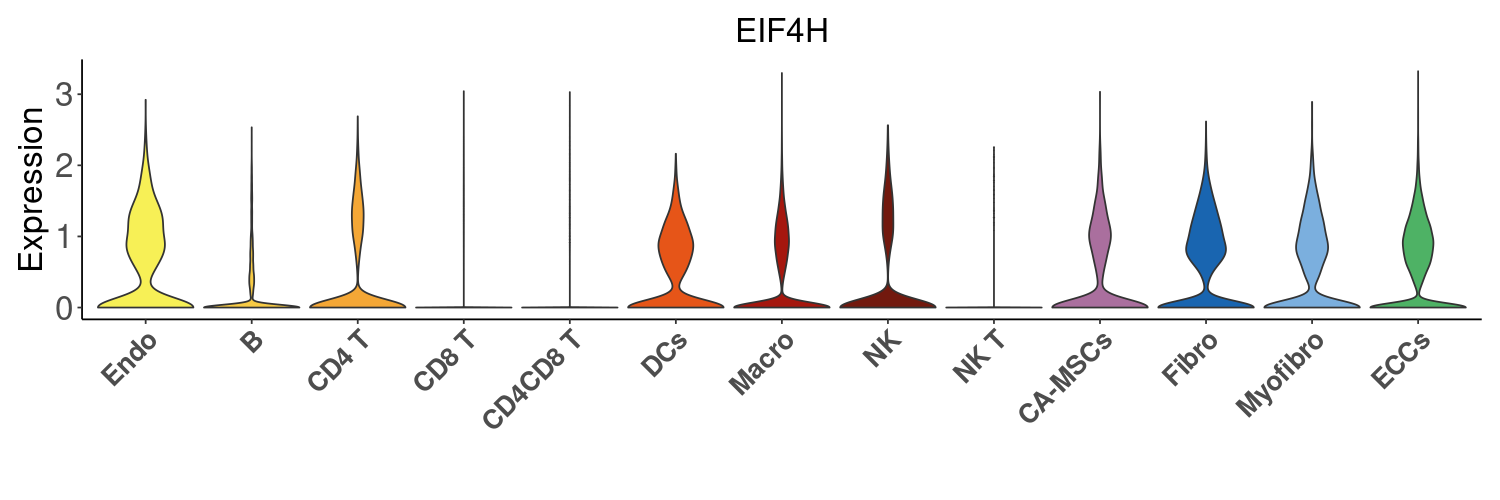 EIF4H
Expression
3
2
1
0
Endo
B
CD4 T
CD8 T
CD4CD8 T
DCs
Macro
NK
NK T
CA-MSCs
Fibro
Myofibro
ECCs